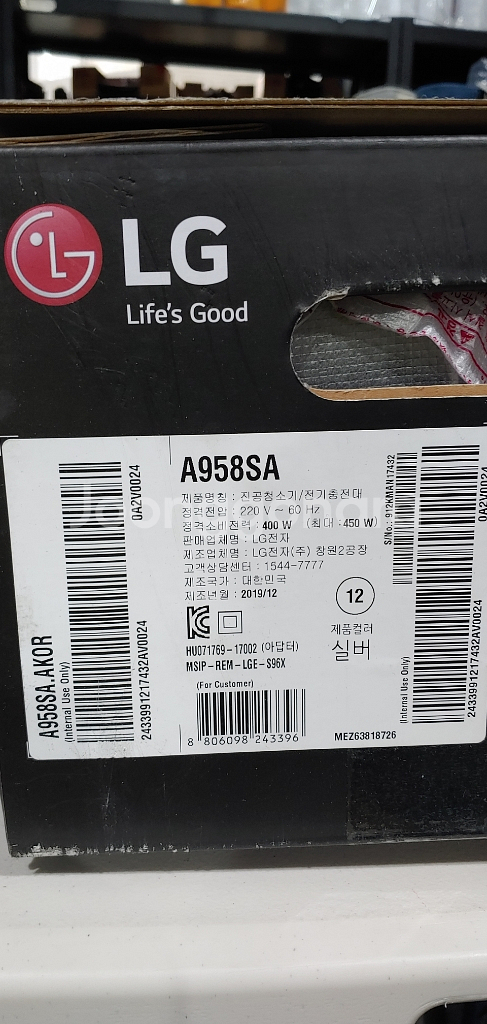 LG
Life's Good
A958SA
제품명칭 : 진공청소기/전기충전대
정격전압 : 220 V ~ 60 Hz
정격소비전력 : 400 W (최대 : 450 W)
판매업체명 : LG전자
제조업체명 : LG전자(주) 창원2공장
고객상담센터 : 1544-7777
제조국가 : 대한민국
제조년월 : 2019/12
12
제품컬러
실버
HU071769-17002 (아답터)
MSIP-REM-LGE-S96X
(For Customer)
8 806098 243396
MEZ63818726
A958SA.AKOR
(Internal Use Only)
2433991217432AV0024
0A2V0024
S/No.: 912KMAN17432
(Internal Use Only)
2433991217432AV0024
0A2V0024